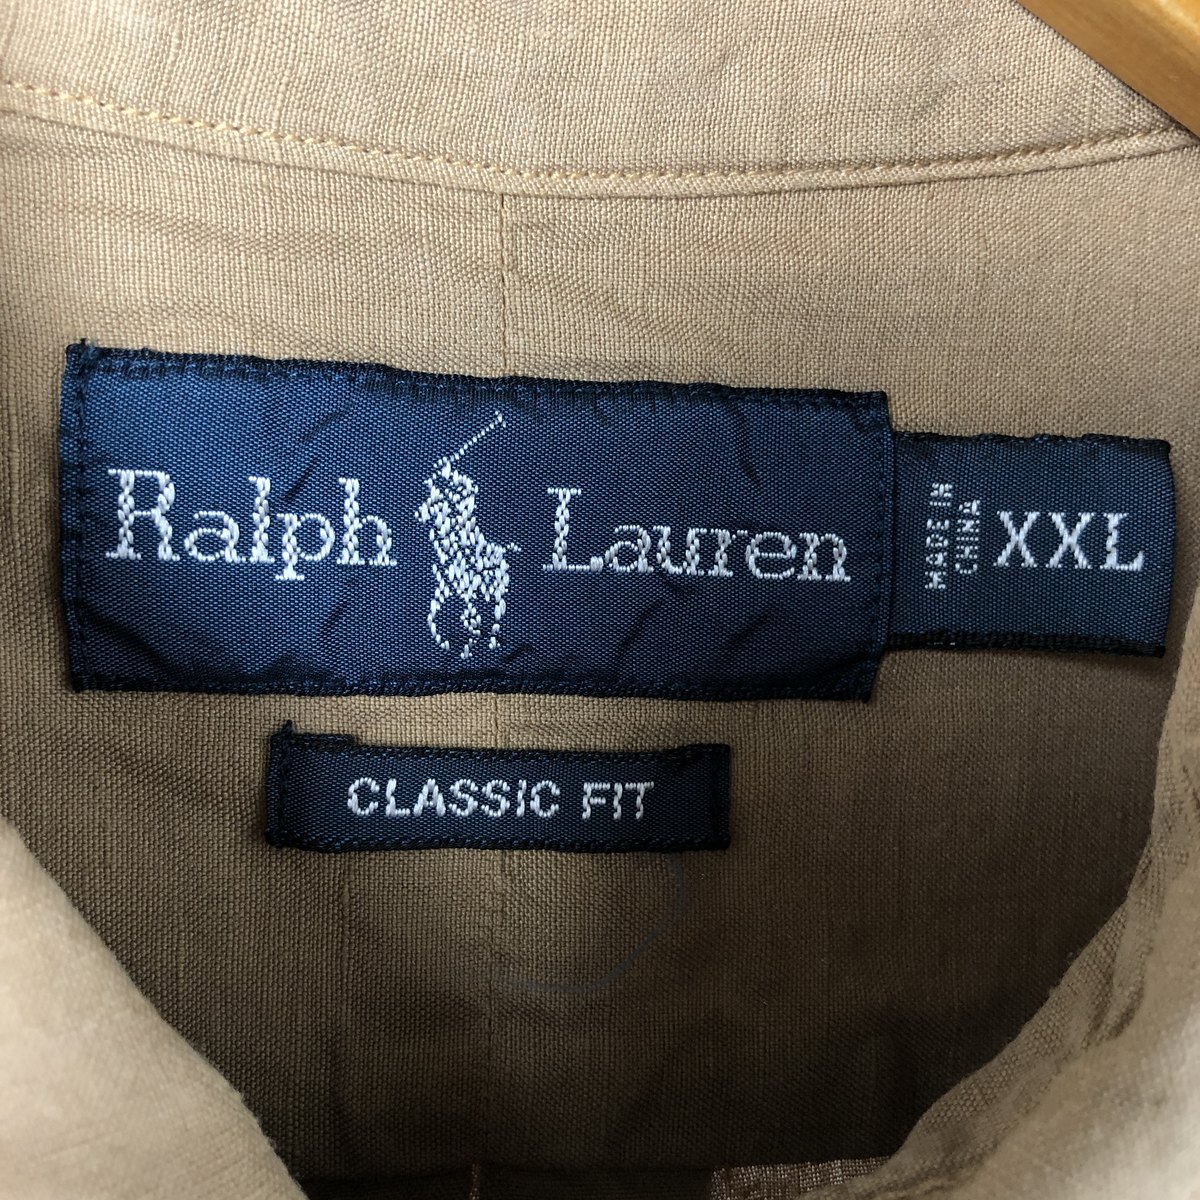 Ralph Lauren
MADE IN
CHINA
XXL
CLASSIC FIT